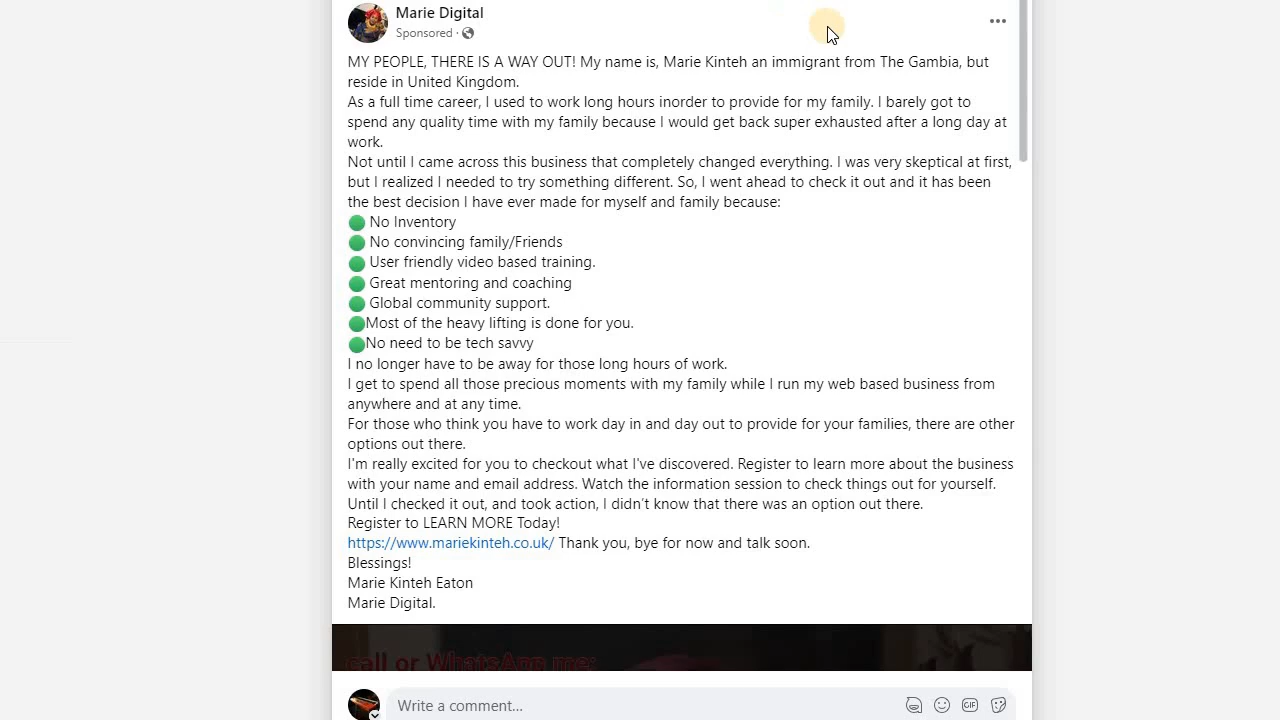 Marie Digital
Sponsored ·
MY PEOPLE, THERE IS A WAY OUT! My name is, Marie Kinteh an immigrant from The Gambia, but
reside in United Kingdom.
As a full time career, I used to work long hours inorder to provide for my family. I barely got to
spend any quality time with my family because I would get back super exhausted after a long day at
work.
Not until I came across this business that completely changed everything. I was very skeptical at first,
but I realized I needed to try something different. So, I went ahead to check it out and it has been
the best decision I have ever made for myself and family because:
🟢 No Inventory
🟢 No convincing family/Friends
🟢 User friendly video based training.
🟢 Great mentoring and coaching
🟢 Global community support.
🟢Most of the heavy lifting is done for you.
🟢No need to be tech savvy
I no longer have to be away for those long hours of work.
I get to spend all those precious moments with my family while I run my web based business from
anywhere and at any time.
For those who think you have to work day in and day out to provide for your families, there are other
options out there.
I'm really excited for you to checkout what I've discovered. Register to learn more about the business
with your name and email address. Watch the information session to check things out for yourself.
Until I checked it out, and took action, I didn’t know that there was an option out there.
Register to LEARN MORE Today!
https://www.mariekinteh.co.uk/ Thank you, bye for now and talk soon.
Blessings!
Marie Kinteh Eaton
Marie Digital.
call or WhatsApp me:
Write a comment...
GIF